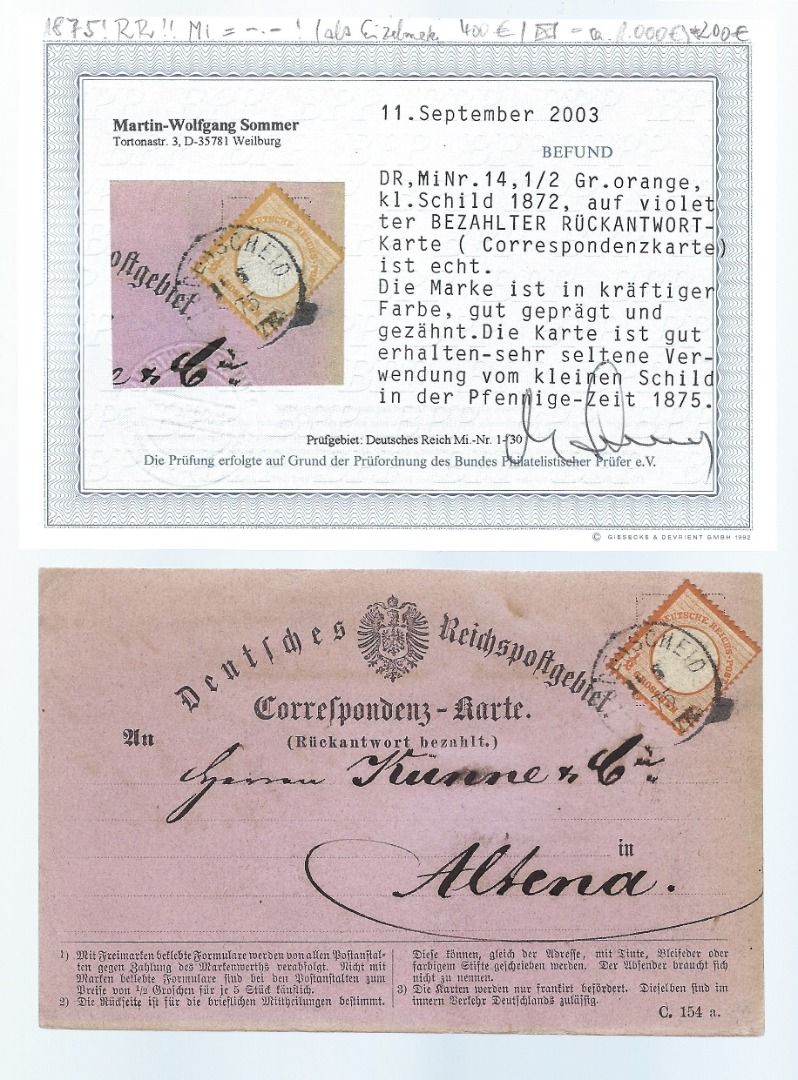 1875! RR!! Mi = -.- ! (als Einzelmarke 400 € / = ca. 1.000 €) 200 €
Martin-Wolfgang Sommer
Tortonastr. 3, D-35781 Weilburg
11.September 2003
BEFUND
DR,MiNr.14,1/2 Gr.orange,
kl.Schild 1872, auf violet
ter BEZAHLTER RÜCKANTWORT-
Karte ( Correspondenzkarte)
ist echt.
Die Marke ist in kräftiger
Farbe, gut geprägt und
gezähnt.Die Karte ist gut
erhalten-sehr seltene Ver-
wendung vom kleinen Schild
in der Pfennige-Zeit 1875.
ostgebiet.
& C
Prüfgebiet: Deutsches Reich Mi.-Nr. 1-30
Die Prüfung erfolgte auf Grund der Prüfordnung des Bundes Philatelistischer Prüfer e.V.
© GIESECKE & DEVRIENT GMBH 1992
Deutsches Reichspostgebiet.
DEUTSCHE REICHS-POST
Correspondenz-Karte.
(Rückantwort bezahlt.)
An
Herren Künne & Cie
in
Altena.
1) Mit Freimarken beklebte Formulare werden von allen Postanstal-
ten gegen Zahlung des Markenwerths verabfolgt. Nicht mit
Marken beklebte Formulare sind bei den Postanstalten zum
Preise von 1/2 Groschen für je 5 Stück käuflich.
2) Die Rückseite ist für die brieflichen Mittheilungen bestimmt.
Diese können, gleich der Adresse, mit Tinte, Bleifeder oder
farbigem Stifte geschrieben werden. Der Absender braucht sich
nicht zu nennen.
3) Die Karten werden nur frankirt befördert. Dieselben sind im
innern Verkehr Deutschlands zulässig.
C. 154 a.